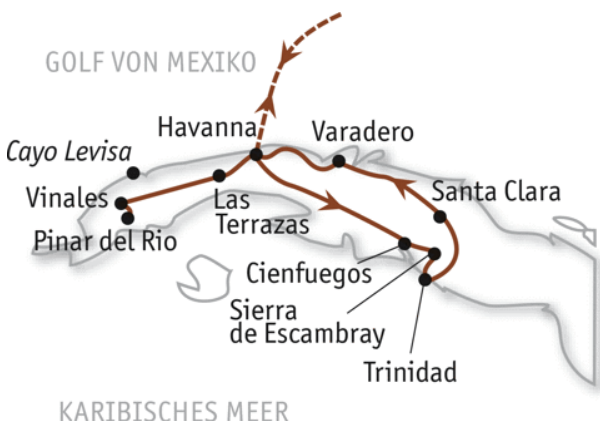 GOLF VON MEXIKO
Havanna
Varadero
Cayo Levisa
Vinales
Las
Terrazas
Santa Clara
Pinar del Rio
Cienfuegos
Sierra
de Escambray
Trinidad
KARIBISCHES MEER